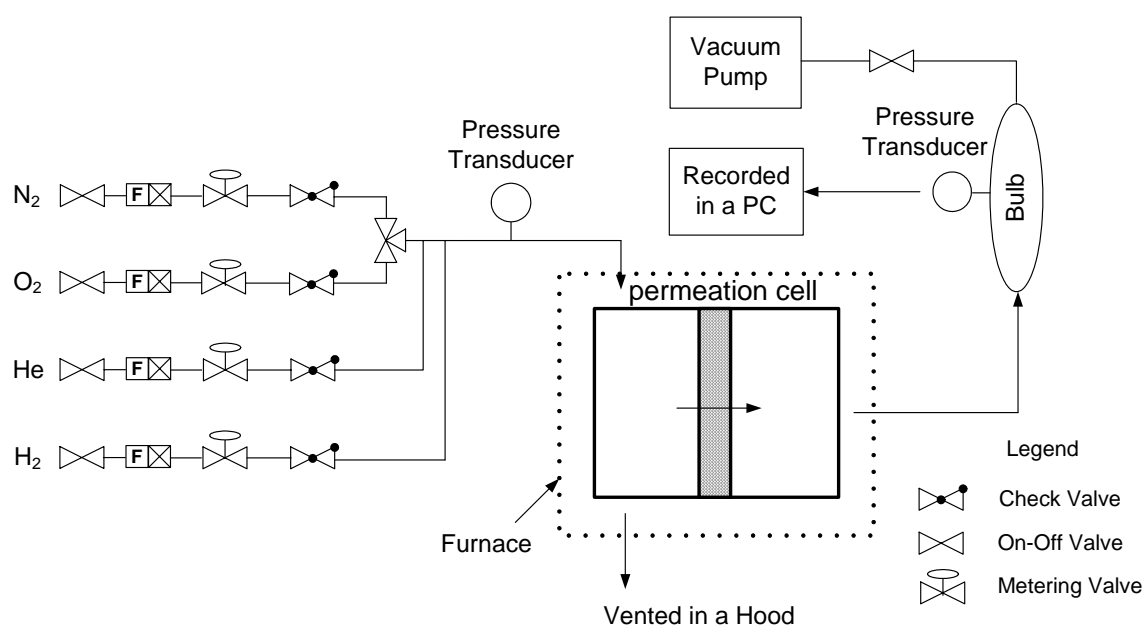 Vacuum
Pump
Pressure
Transducer
Pressure
Transducer
Recorded
in a PC
Bulb
N₂
F
O₂
F
He
F
H₂
F
permeation cell
Furnace
Vented in a Hood
Legend
Check Valve
On-Off Valve
Metering Valve